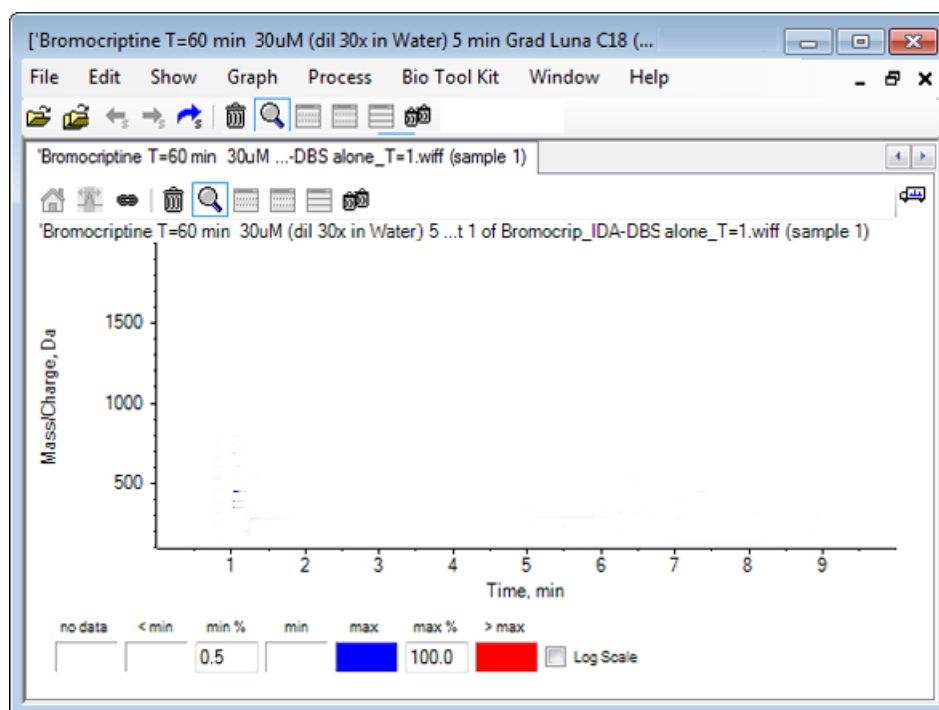 ['Bromocriptine T=60 min  30uM (dil 30x in Water) 5 min Grad Luna C18 (...
File Edit Show Graph Process Bio Tool Kit Window Help
'Bromocriptine T=60 min  30uM ...-DBS alone_T=1.wiff (sample 1)
'Bromocriptine T=60 min  30uM (dil 30x in Water) 5 ...t 1 of Bromocrip_IDA-DBS alone_T=1.wiff (sample 1)
Mass/Charge, Da
1500
1000
500
1 2 3 4 5 6 7 8 9
Time, min
no data < min min % min max max % > max
0.5 100.0 Log Scale